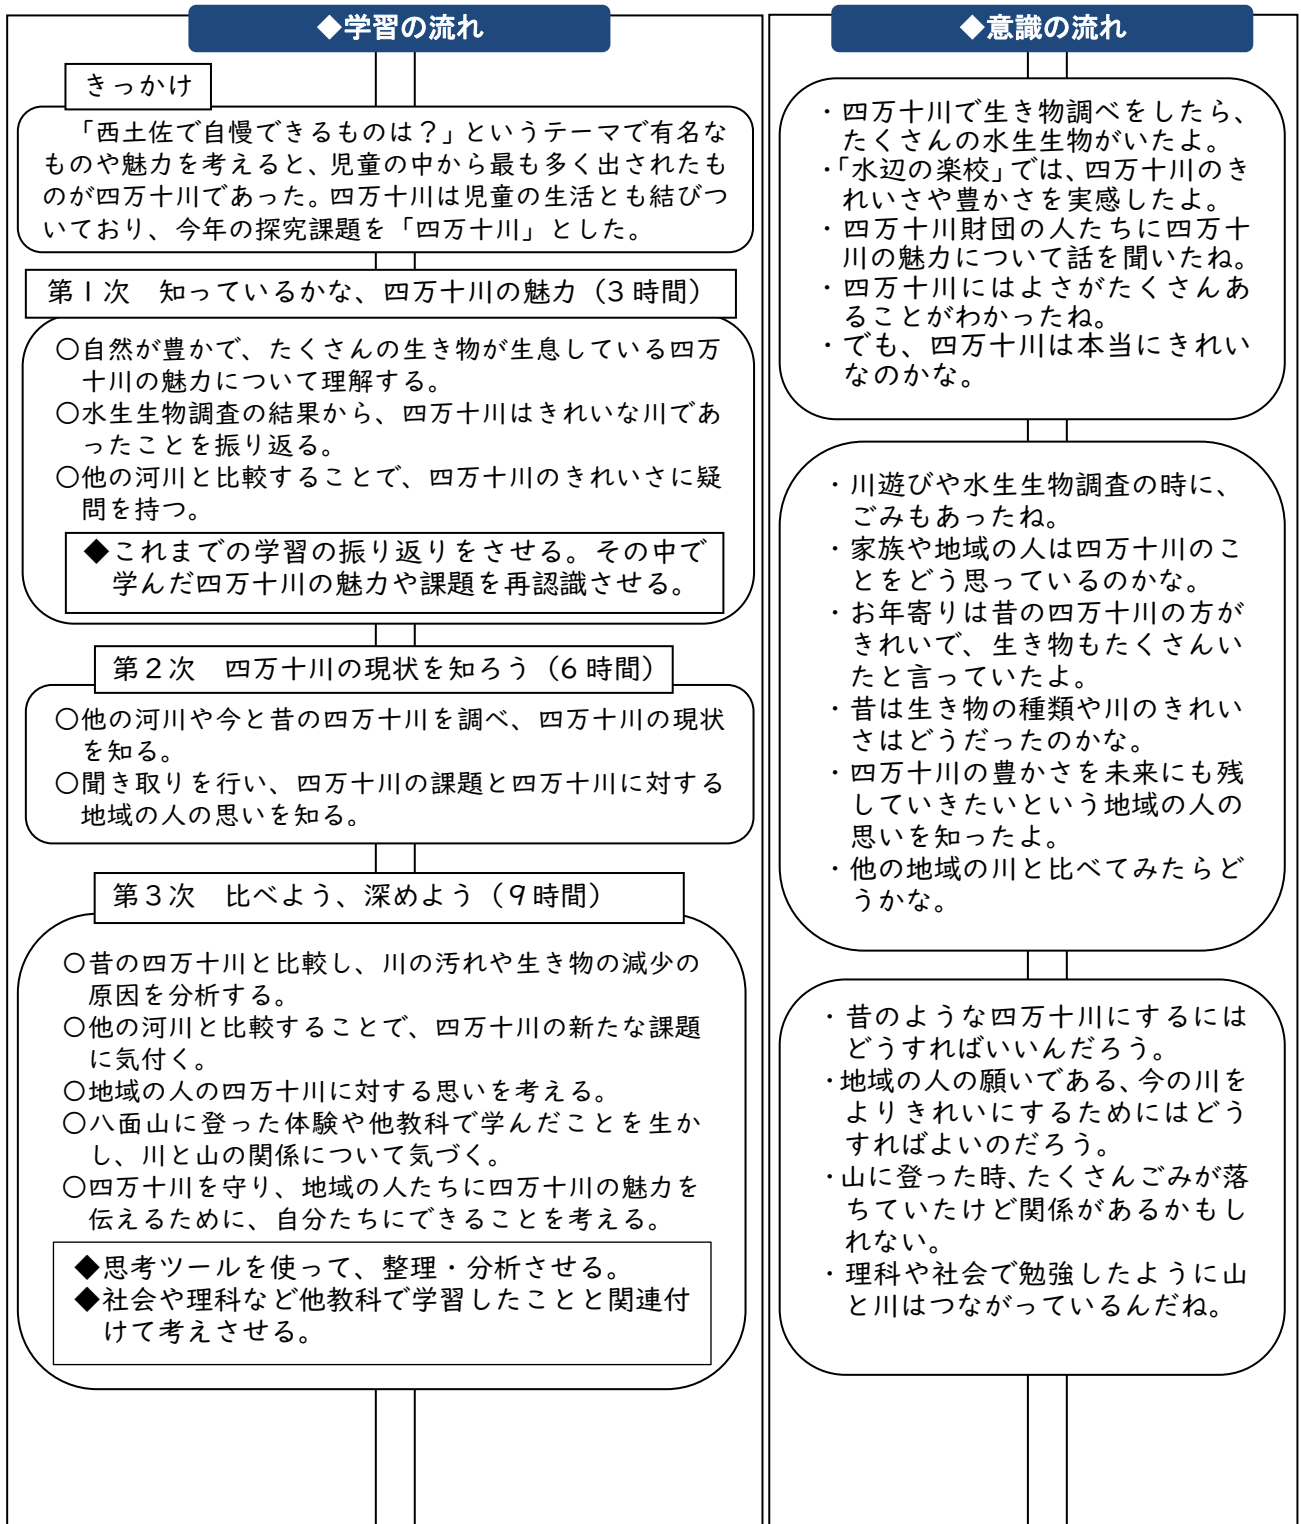 ◆学習の流れ
きっかけ
「西土佐で自慢できるものは？」というテーマで有名な
ものや魅力を考えると、児童の中から最も多く出されたも
のが四万十川であった。四万十川は児童の生活とも結びつ
いており、今年の探究課題を「四万十川」とした。
第1次　知っているかな、四万十川の魅力（3時間）
○自然が豊かで、たくさんの生き物が生息している四万
十川の魅力について理解する。
○水生生物調査の結果から、四万十川はきれいな川であ
ったことを振り返る。
○他の河川と比較することで、四万十川のきれいさに疑
問を持つ。
◆これまでの学習の振り返りをさせる。その中で
学んだ四万十川の魅力や課題を再認識させる。
第2次　四万十川の現状を知ろう（6時間）
○他の河川や今と昔の四万十川を調べ、四万十川の現状
を知る。
○聞き取りを行い、四万十川の課題と四万十川に対する
地域の人の思いを知る。
第3次　比べよう、深めよう（9時間）
○昔の四万十川と比較し、川の汚れや生き物の減少の
原因を分析する。
○他の河川と比較することで、四万十川の新たな課題
に気付く。
○地域の人の四万十川に対する思いを考える。
○八面山に登った体験や他教科で学んだことを生か
し、川と山の関係について気づく。
○四万十川を守り、地域の人たちに四万十川の魅力を
伝えるために、自分たちにできることを考える。
◆思考ツールを使って、整理・分析させる。
◆社会や理科など他教科で学習したことと関連付
けて考えさせる。
◆意識の流れ
・四万十川で生き物調べをしたら、
たくさんの水生生物がいたよ。
・「水辺の楽校」では、四万十川のき
れいさや豊かさを実感したよ。
・四万十川財団の人たちに四万十
川の魅力について話を聞いたね。
・四万十川にはよさがたくさんあ
ることがわかったね。
・でも、四万十川は本当にきれい
なのかな。
・川遊びや水生生物調査の時に、
ごみもあったね。
・家族や地域の人は四万十川のこ
とをどう思っているのかな。
・お年寄りは昔の四万十川の方が
きれいで、生き物もたくさんい
たと言っていたよ。
・昔は生き物の種類や川のきれい
さはどうだったのかな。
・四万十川の豊かさを未来にも残
していきたいという地域の人の
思いを知ったよ。
・他の地域の川と比べてみたらど
うかな。
・昔のような四万十川にするには
どうすればいいんだろう。
・地域の人の願いである、今の川を
よりきれいにするためにはどう
すればよいのだろう。
・山に登った時、たくさんごみが落
ちていたけど関係があるかもし
れない。
・理科や社会で勉強したように山
と川はつながっているんだね。